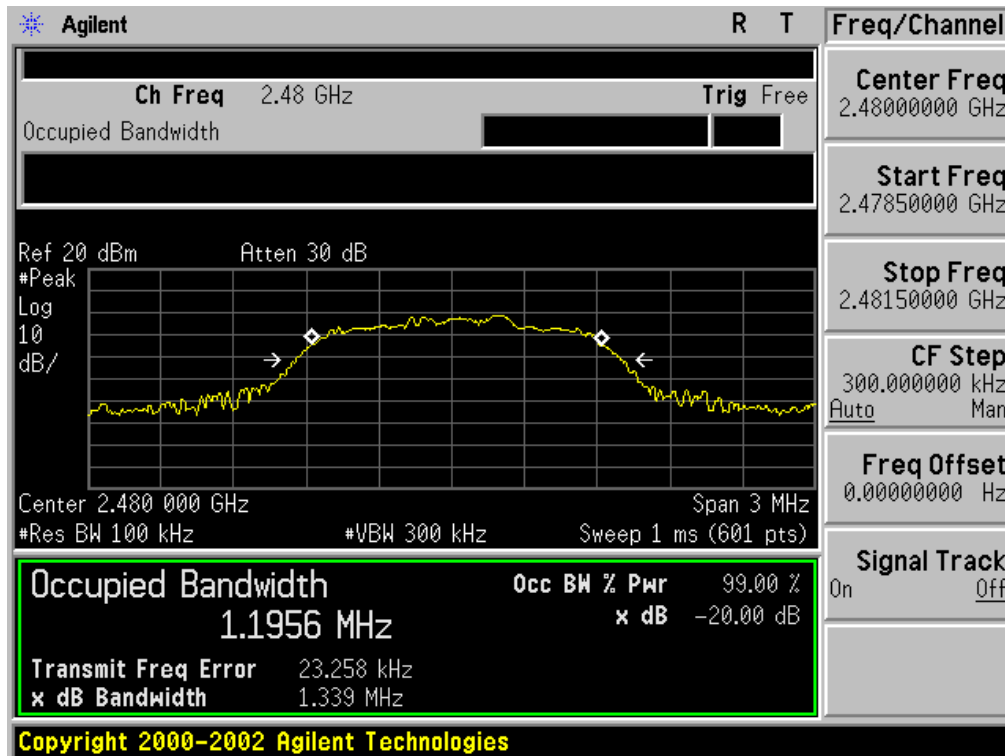 Agilent R T
Ch Freq 2.48 GHz Trig Free
Occupied Bandwidth
Ref 20 dBm Atten 30 dB
#Peak
Log
10
dB/
Center 2.480 000 GHz Span 3 MHz
#Res BW 100 kHz #VBW 300 kHz Sweep 1 ms (601 pts)
Occupied Bandwidth
1.1956 MHz
Occ BW % Pwr 99.00 %
x dB -20.00 dB
Transmit Freq Error 23.258 kHz
x dB Bandwidth 1.339 MHz
Copyright 2000-2002 Agilent Technologies
Freq/Channel
Center Freq
2.48000000 GHz
Start Freq
2.47850000 GHz
Stop Freq
2.48150000 GHz
CF Step
300.000000 kHz
Auto Man
Freq Offset
0.00000000 Hz
Signal Track
On Off